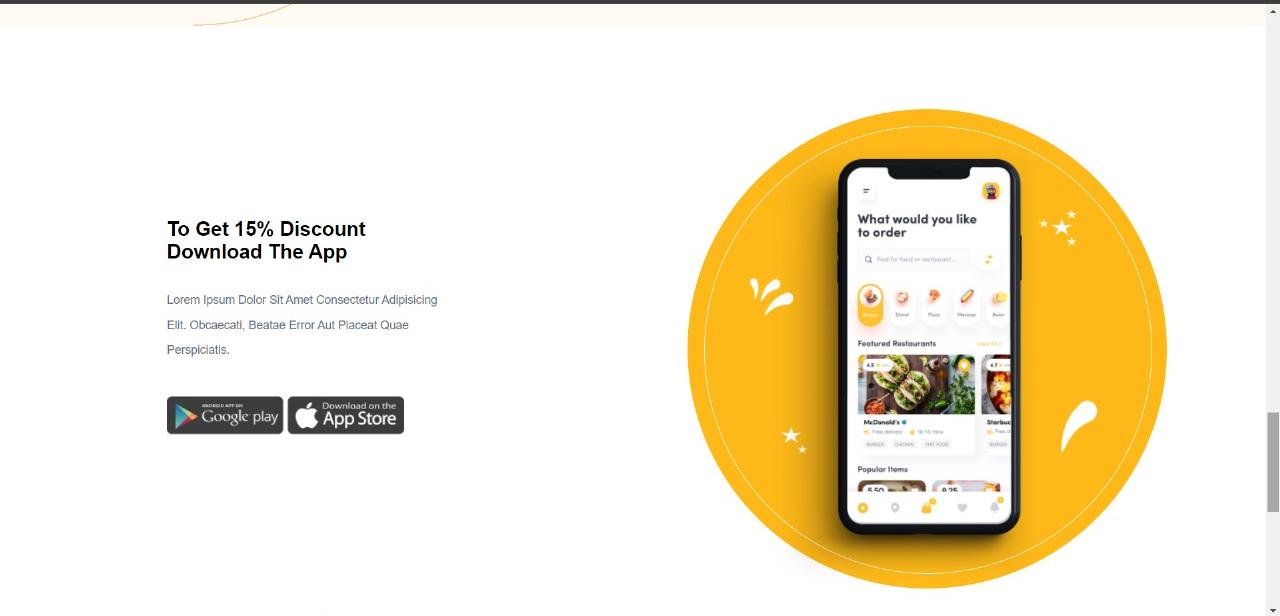 To Get 15% Discount
Download The App
Lorem Ipsum Dolor Sit Amet Consectetur Adipisicing
Elit. Obcaecati, Beatae Error Aut Placeat Quae
Perspiciatis.
ANDROID APP ON
Google play
Download on the
App Store
What would you like
to order
Find for food or restaurant...
Burger
Donat
Pizza
Mexican
Asian
Featured Restaurants
View All
4.5
4.7
McDonald's
Starbuc
Free delivery
10-15 mins
Free d
BURGER
CHICKEN
FAST FOOD
BURGER
Popular Items
5.50
8.25